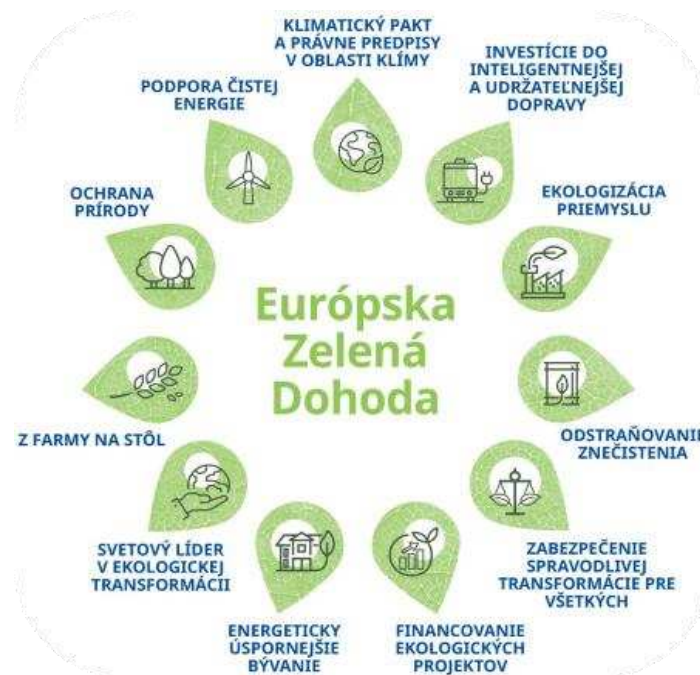 KLIMATICKÝ PAKT
A PRÁVNE PREDPISY
V OBLASTI KLÍMY
INVESTÍCIE DO
INTELIGENTNEJŠEJ
A UDRŽATEĽNEJŠEJ
DOPRAVY
EKOLOGIZÁCIA
PRIEMYSLU
ODSTRAŇOVANIE
ZNEČISTENIA
ZABEZPEČENIE
SPRAVODLIVEJ
TRANSFORMÁCIE PRE
VŠETKÝCH
FINANCOVANIE
EKOLOGICKÝCH
PROJEKTOV
ENERGETICKY
ÚSPORNEJŠIE
BÝVANIE
SVETOVÝ LÍDER
V EKOLOGICKEJ
TRANSFORMÁCII
Z FARMY NA STÔL
OCHRANA
PRÍRODY
PODPORA ČISTEJ
ENERGIE
Európska
Zelená
Dohoda